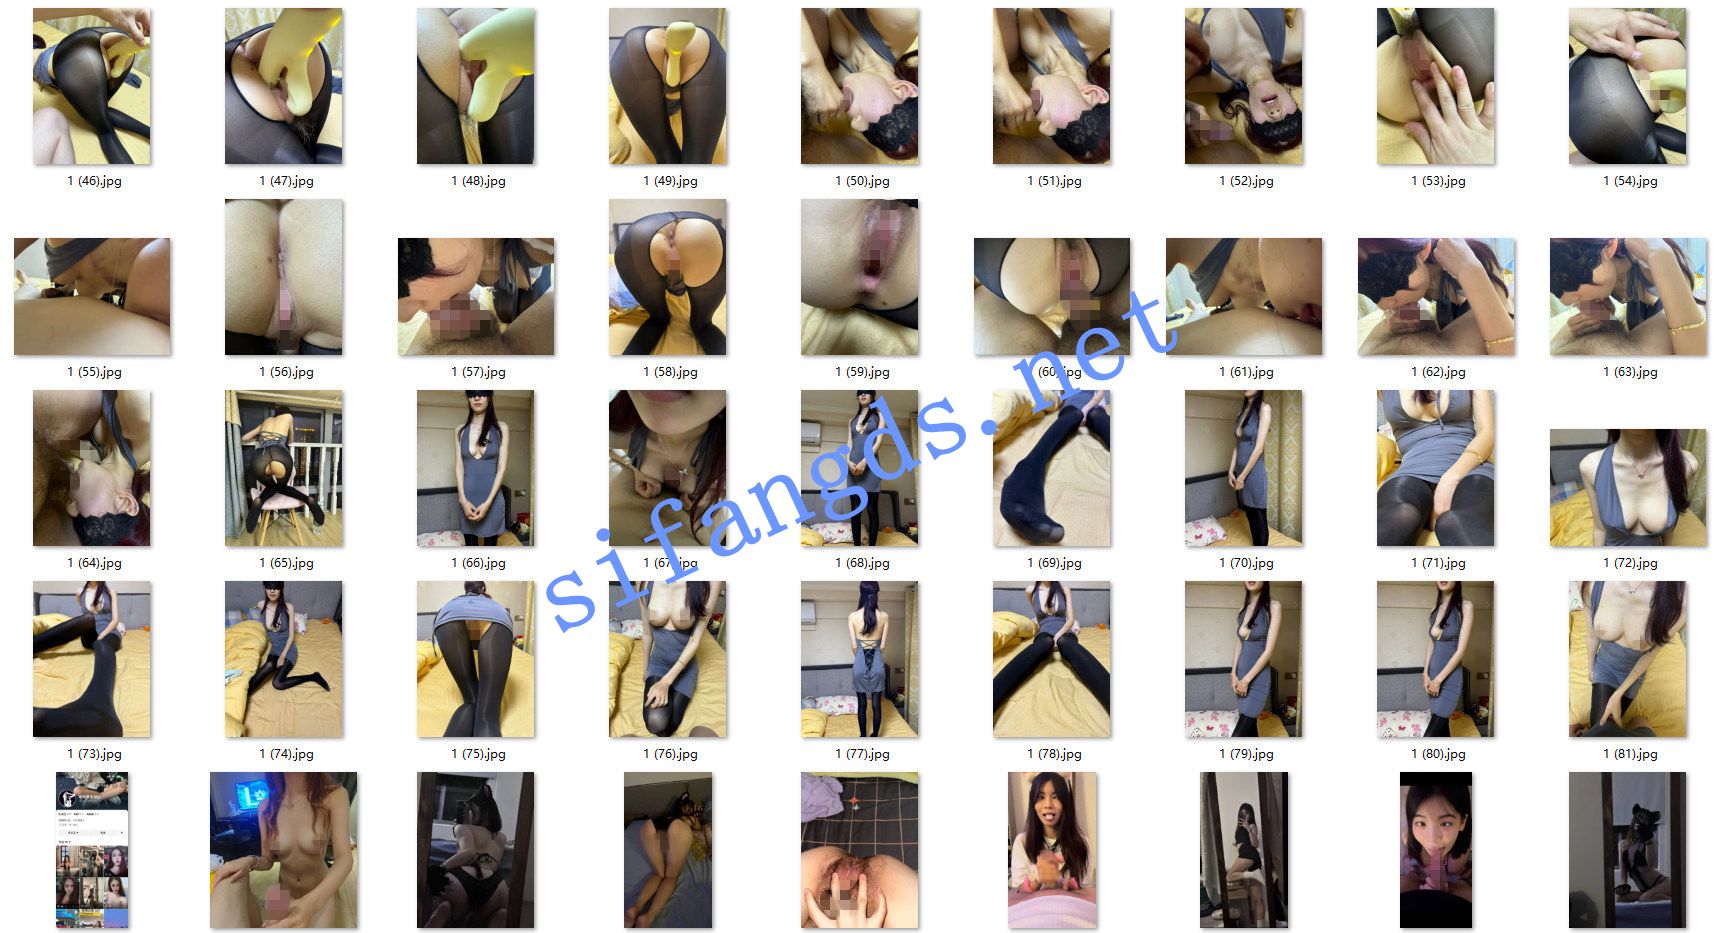 1 (46).jpg
1 (47).jpg
1 (48).jpg
1 (49).jpg
1 (50).jpg
1 (51).jpg
1 (52).jpg
1 (53).jpg
1 (54).jpg
1 (55).jpg
1 (56).jpg
1 (57).jpg
1 (58).jpg
1 (59).jpg
1 (60).jpg
1 (61).jpg
1 (62).jpg
1 (63).jpg
1 (64).jpg
1 (65).jpg
1 (66).jpg
1 (67).jpg
1 (68).jpg
1 (69).jpg
1 (70).jpg
1 (71).jpg
1 (72).jpg
1 (73).jpg
1 (74).jpg
1 (75).jpg
1 (76).jpg
1 (77).jpg
1 (78).jpg
1 (79).jpg
1 (80).jpg
1 (81).jpg
sifangds.net